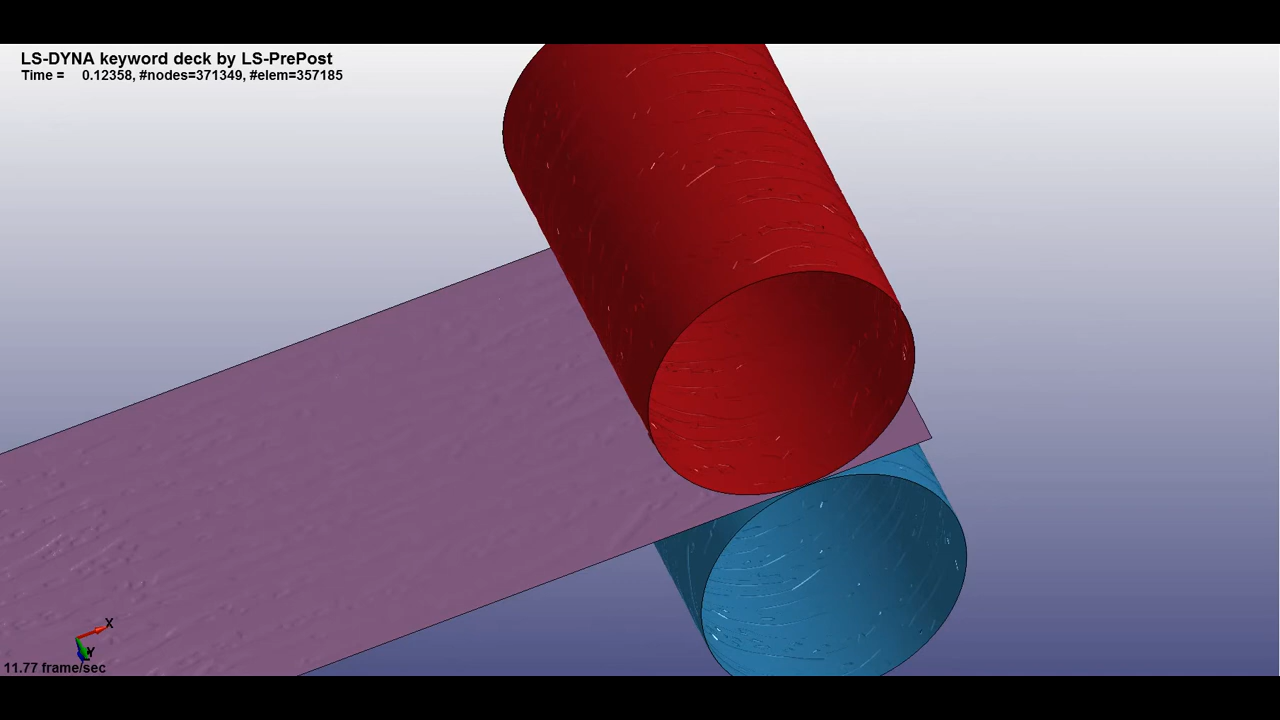 LS-DYNA keyword deck by LS-PrePost
Time = 0.12358, #nodes=371349, #elem=357185
X
Y
11.77 frame/sec